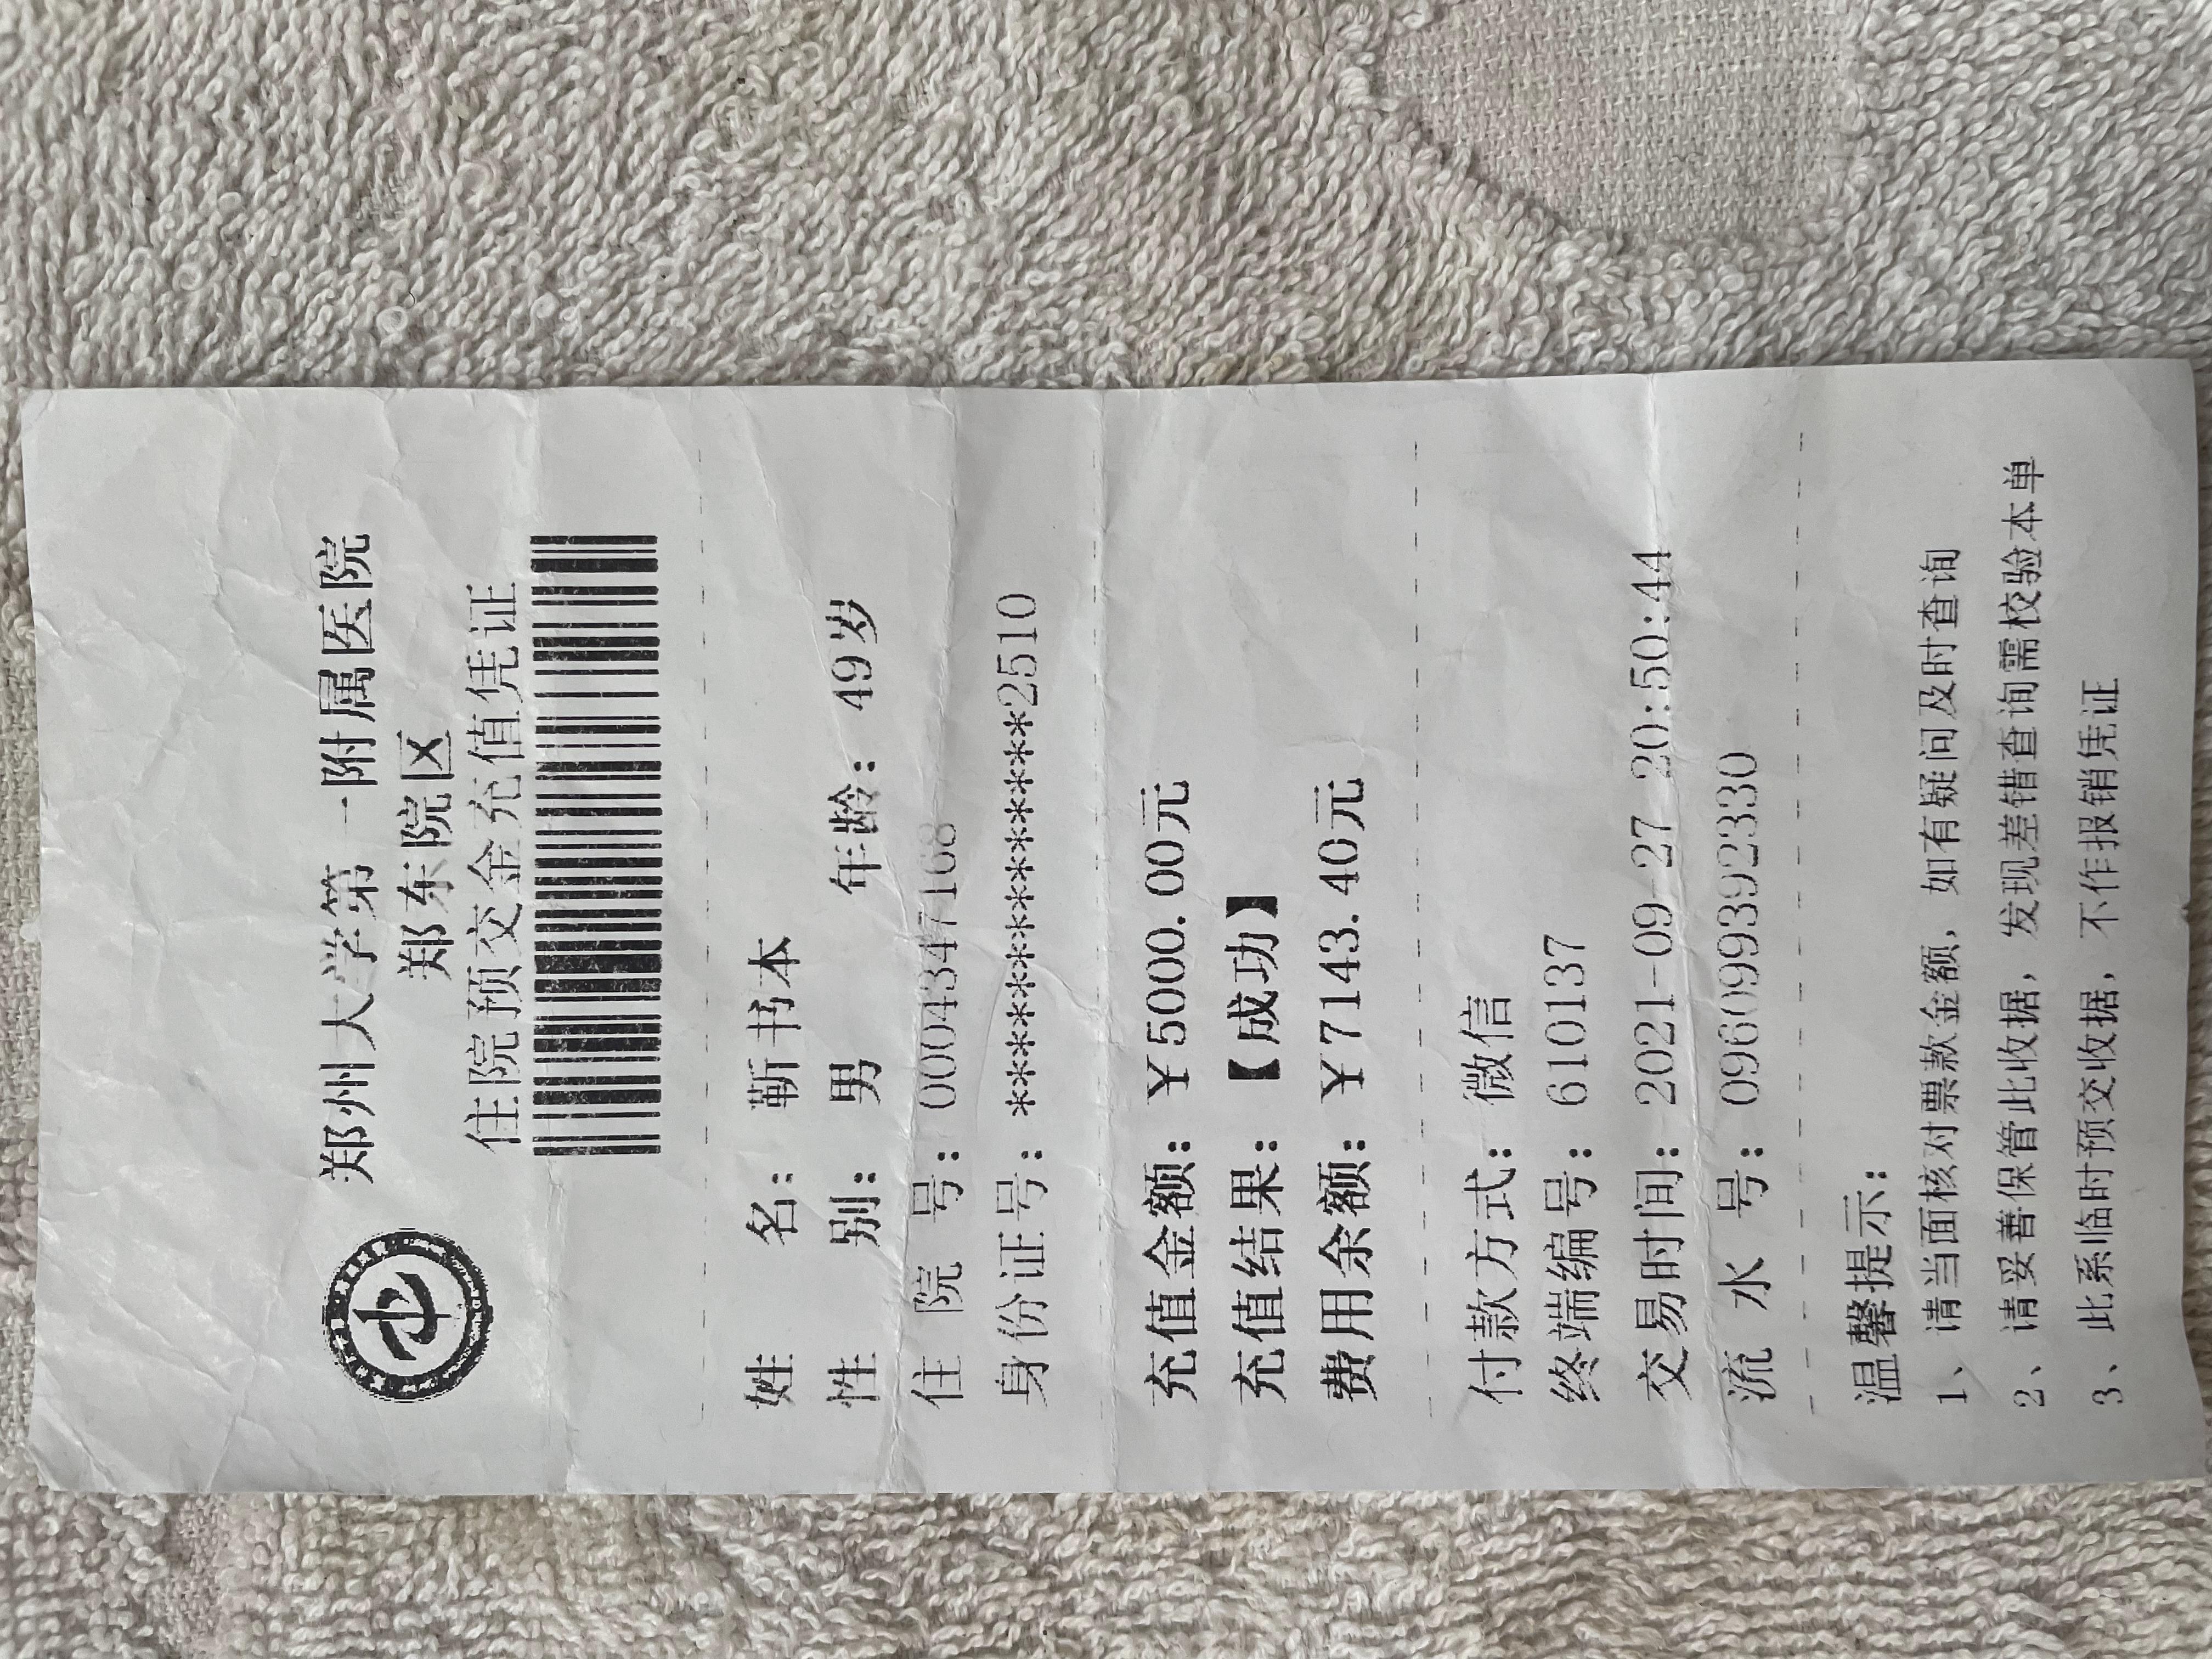 郑州大学第一附属医院
郑东院区
住院预交金充值凭证
姓 名: 靳书本
性 别: 男 年龄: 49岁
住 院 号: 0004347168
身份证号: **************2510
充值金额: ¥5000.00元
充值结果: 【成功】
费用余额: ¥7143.40元
付款方式: 微信
终端编号: 610137
交易时间: 2021-09-27 20:50:44
流 水 号: 09609939233​0
温馨提示:
1、请当面核对票款金额，如有疑问及时查询
2、请妥善保管此收据，发现差错查询需校验本单
3、此系临时预交收据，不作报销凭证